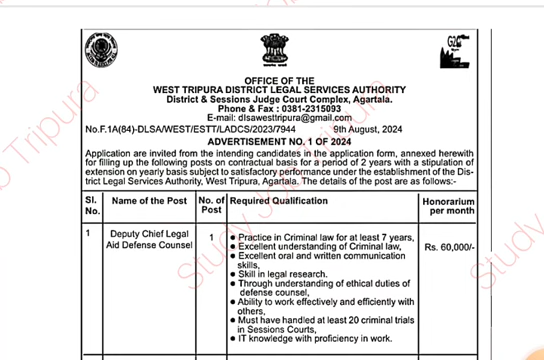 OFFICE OF THE
WEST TRIPURA DISTRICT LEGAL SERVICES AUTHORITY
District & Sessions Judge Court Complex, Agartala.
Phone & Fax : 0381-2315093
E-mail: dlsawesttripura@gmail.com
No.F.1A(84)-DLSA/WEST/ESTT/LADCS/2023/7944 9th August, 2024
ADVERTISEMENT NO. 1 OF 2024
Application are invited from the intending candidates in the application form, annexed herewith
for filling up the following posts on contractual basis for a period of 2 years with a stipulation of
extension on yearly basis subject to satisfactory performance under the establishment of the Dis-
trict Legal Services Authority, West Tripura, Agartala. The details of the post are as follows:-
Sl. No. Name of the Post No. of Post Required Qualification Honorarium per month
1 Deputy Chief Legal Aid Defense Counsel 1
● Practice in Criminal law for at least 7 years,
● Excellent understanding of Criminal law,
● Excellent oral and written communication
skills,
● Skill in legal research.
● Through understanding of ethical duties of
defense counsel,
● Ability to work effectively and efficiently with
others,
● Must have handled at least 20 criminal trials
in Sessions Courts,
● IT knowledge with proficiency in work.
Rs. 60,000/-
Tripura
Study
Study